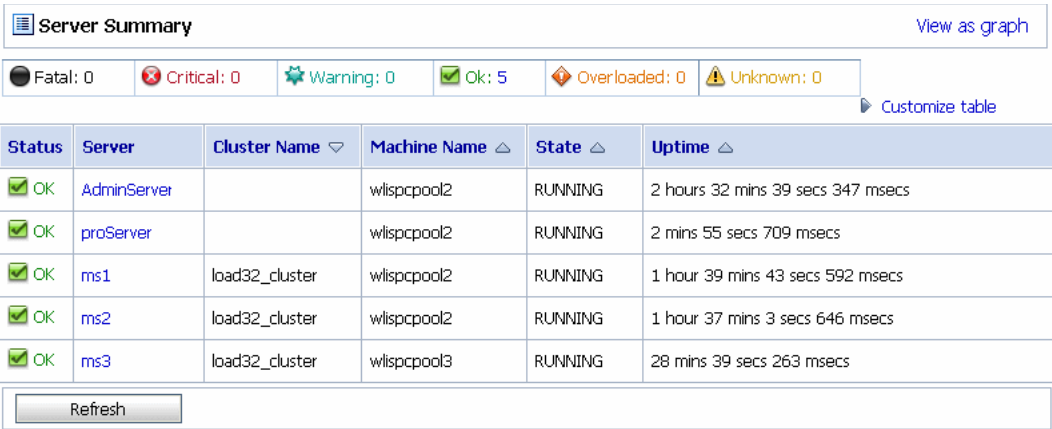 Server Summary View as graph
Fatal: 0 Critical: 0 Warning: 0 Ok: 5 Overloaded: 0 Unknown: 0
Customize table
Status Server Cluster Name Machine Name State Uptime
OK AdminServer wlispcpool2 RUNNING 2 hours 32 mins 39 secs 347 msecs
OK proServer wlispcpool2 RUNNING 2 mins 55 secs 709 msecs
OK ms1 load32_cluster wlispcpool2 RUNNING 1 hour 39 mins 43 secs 592 msecs
OK ms2 load32_cluster wlispcpool2 RUNNING 1 hour 37 mins 3 secs 646 msecs
OK ms3 load32_cluster wlispcpool3 RUNNING 28 mins 39 secs 263 msecs
Refresh